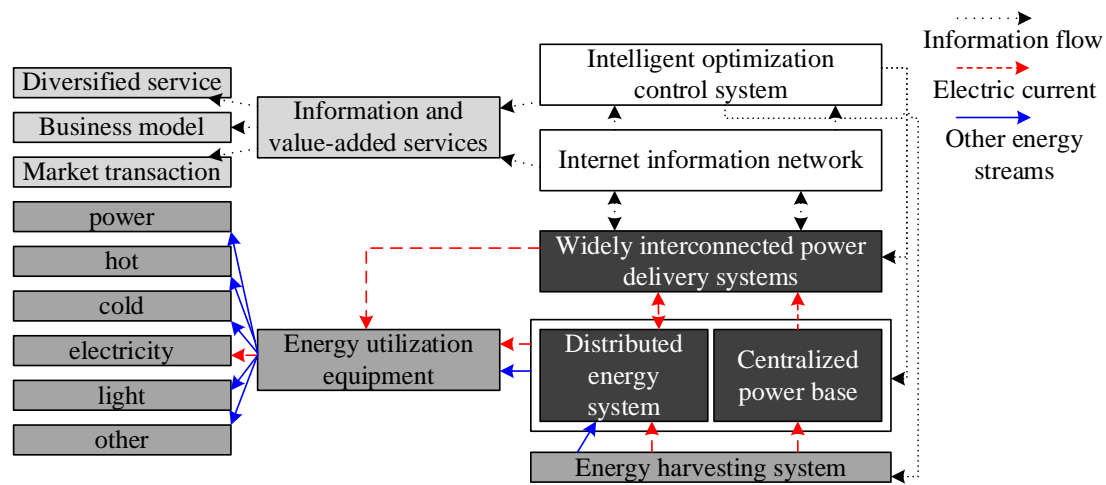 Diversified service
Business model
Market transaction
power
hot
cold
electricity
light
other
Information and
value-added services
Energy utilization
equipment
Intelligent optimization
control system
Internet information network
Widely interconnected power
delivery systems
Distributed
energy
system
Centralized
power base
Energy harvesting system
Information flow
Electric current
Other energy
streams